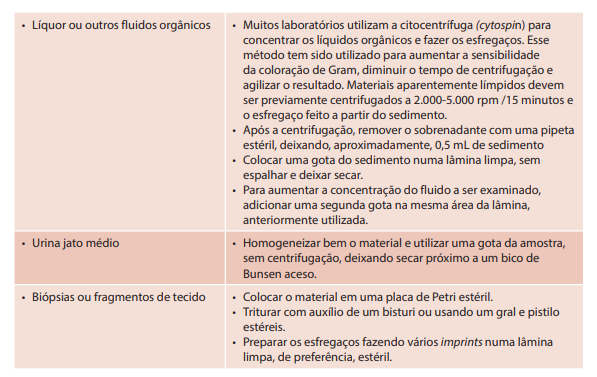 • Líquor ou outros fluidos orgânicos
• Muitos laboratórios utilizam a citocentrífuga (cytospin) para
concentrar os líquidos orgânicos e fazer os esfregaços. Esse
método tem sido utilizado para aumentar a sensibilidade
da coloração de Gram, diminuir o tempo de centrifugação e
agilizar o resultado. Materiais aparentemente límpidos devem
ser previamente centrifugados a 2.000-5.000 rpm /15 minutos e
o esfregaço feito a partir do sedimento.
• Após a centrifugação, remover o sobrenadante com uma pipeta
estéril, deixando, aproximadamente, 0,5 mL de sedimento
• Colocar uma gota do sedimento numa lâmina limpa, sem
espalhar e deixar secar.
• Para aumentar a concentração do fluido a ser examinado,
adicionar uma segunda gota na mesma área da lâmina,
anteriormente utilizada.
• Urina jato médio
• Homogeneizar bem o material e utilizar uma gota da amostra,
sem centrifugação, deixando secar próximo a um bico de
Bunsen aceso.
• Biópsias ou fragmentos de tecido
• Colocar o material em uma placa de Petri estéril.
• Triturar com auxílio de um bisturi ou usando um gral e pistilo
estéreis.
• Preparar os esfregaços fazendo vários imprints numa lâmina
limpa, de preferência, estéril.